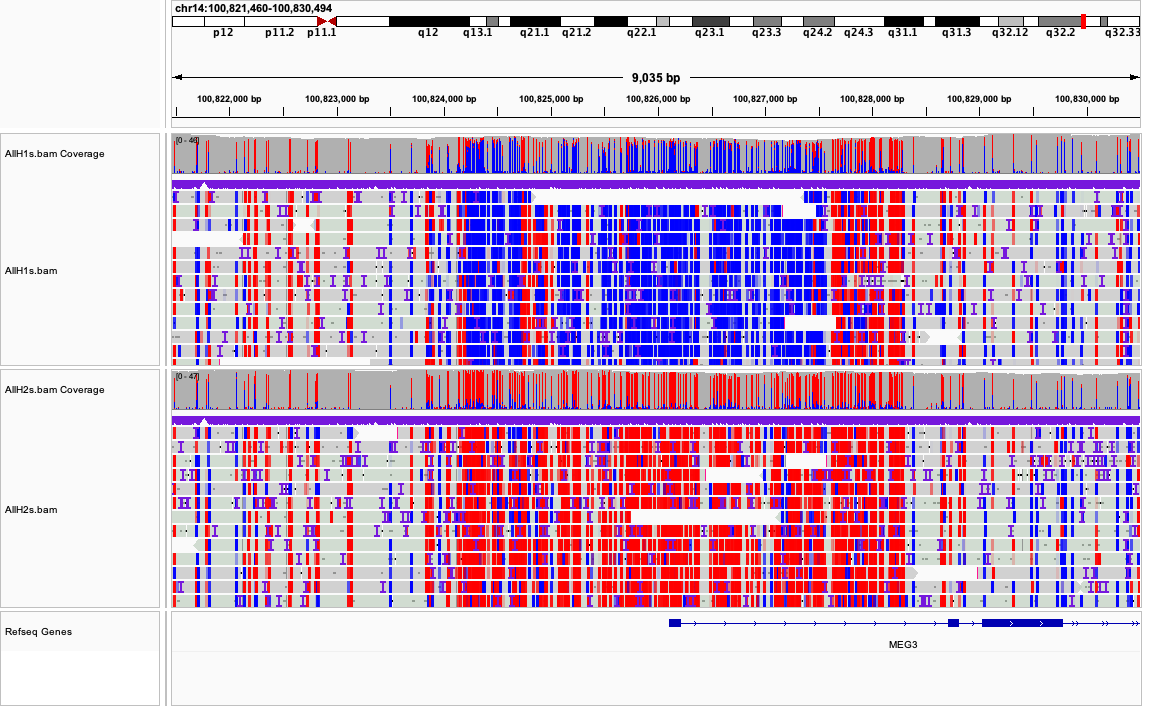 chr14:100,821,460-100,830,494
p12 p11.2 p11.1 q12 q13.1 q21.1 q21.2 q22.1 q23.1 q23.3 q24.2 q24.3 q31.1 q31.3 q32.12 q32.2 q32.33
9,035 bp
100,822,000 bp 100,823,000 bp 100,824,000 bp 100,825,000 bp 100,826,000 bp 100,827,000 bp 100,828,000 bp 100,829,000 bp 100,830,000 bp
[0 - 46]
AllH1s.bam Coverage
AllH1s.bam
[0 - 47]
AllH2s.bam Coverage
AllH2s.bam
Refseq Genes
MEG3